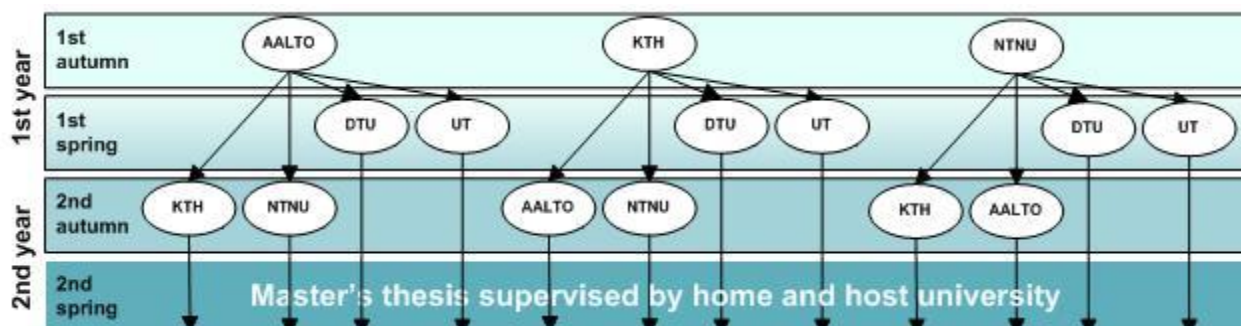 1st year
1st
autumn
AALTO
KTH
NTNU
1st
spring
DTU
UT
DTU
UT
DTU
UT
2nd year
2nd
autumn
KTH
NTNU
AALTO
NTNU
KTH
AALTO
2nd
spring
Master's thesis supervised by home and host university